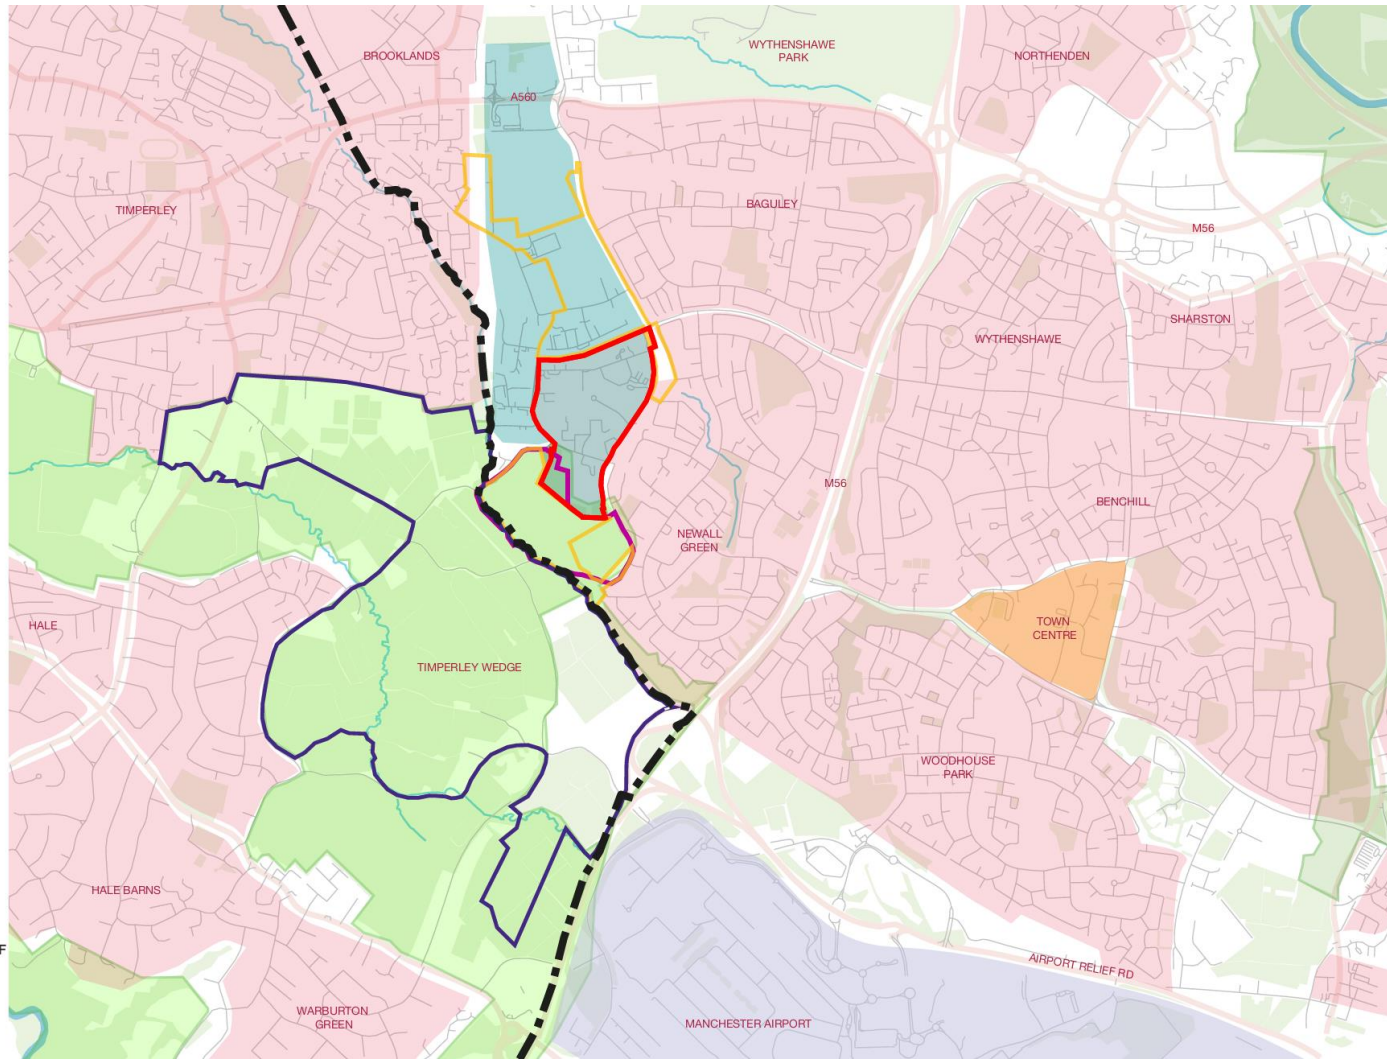 BROOKLANDS
WYTHENSHAWE
PARK
NORTHENDEN
A560
TIMPERLEY
BAGULEY
M56
SHARSTON
WYTHENSHAWE
M56
BENCHILL
NEWALL
GREEN
HALE
TOWN
CENTRE
TIMPERLEY WEDGE
WOODHOUSE
PARK
HALE BARNS
F
AIRPORT RELIEF RD
WARBURTON
GREEN
MANCHESTER AIRPORT